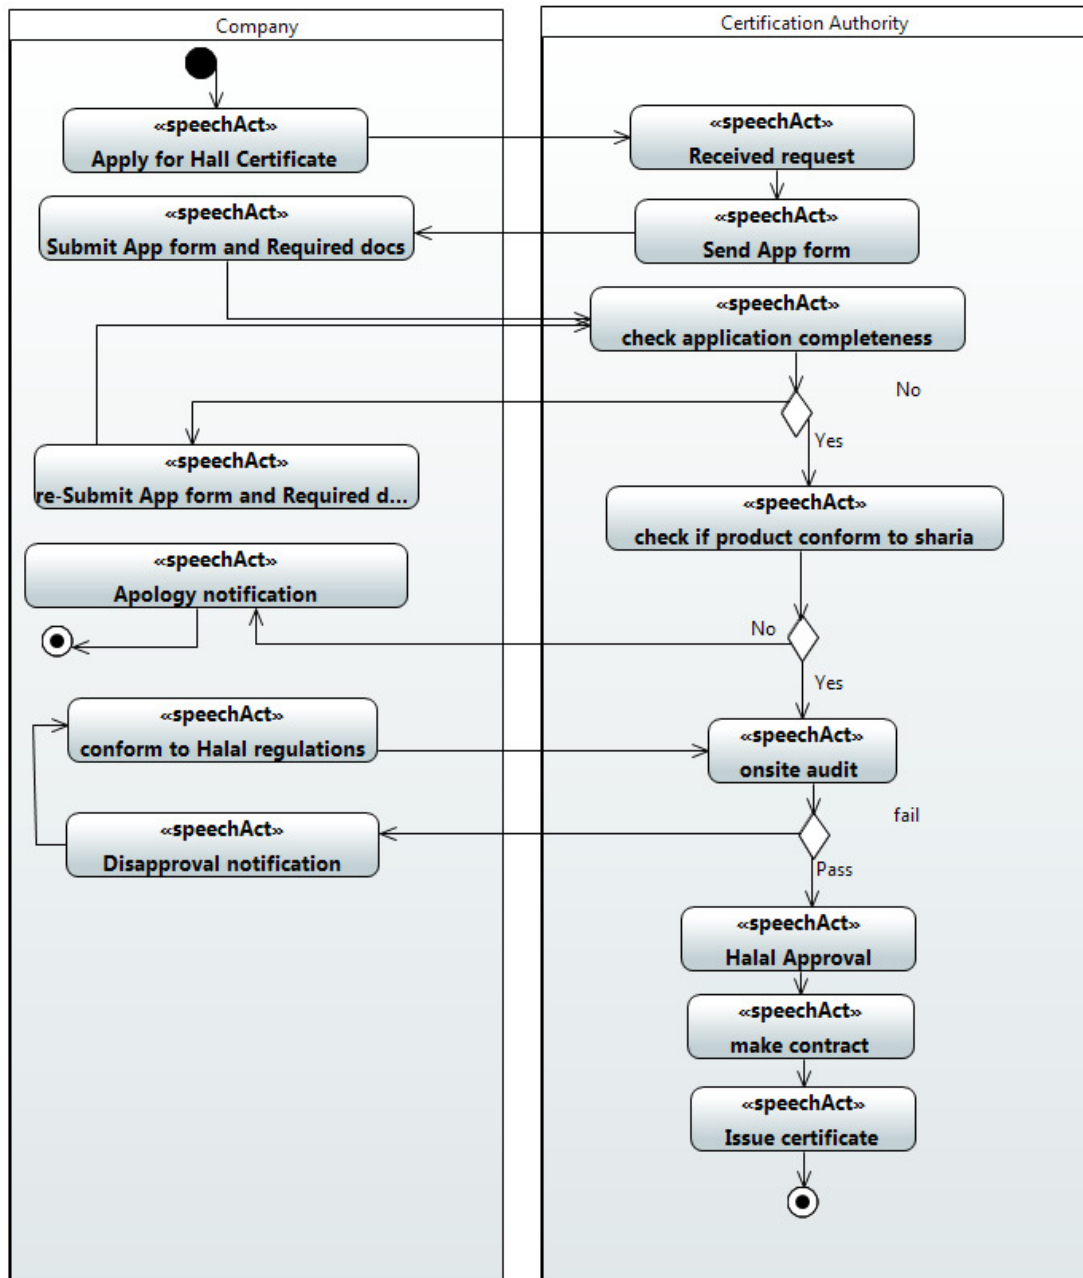 Company
Certification Authority
«speechAct»
Apply for Hall Certificate
«speechAct»
Received request
«speechAct»
Submit App form and Required docs
«speechAct»
Send App form
«speechAct»
check application completeness
No
Yes
«speechAct»
re-Submit App form and Required d...
«speechAct»
check if product conform to sharia
«speechAct»
Apology notification
No
Yes
«speechAct»
conform to Halal regulations
«speechAct»
onsite audit
fail
«speechAct»
Disapproval notification
Pass
«speechAct»
Halal Approval
«speechAct»
make contract
«speechAct»
Issue certificate